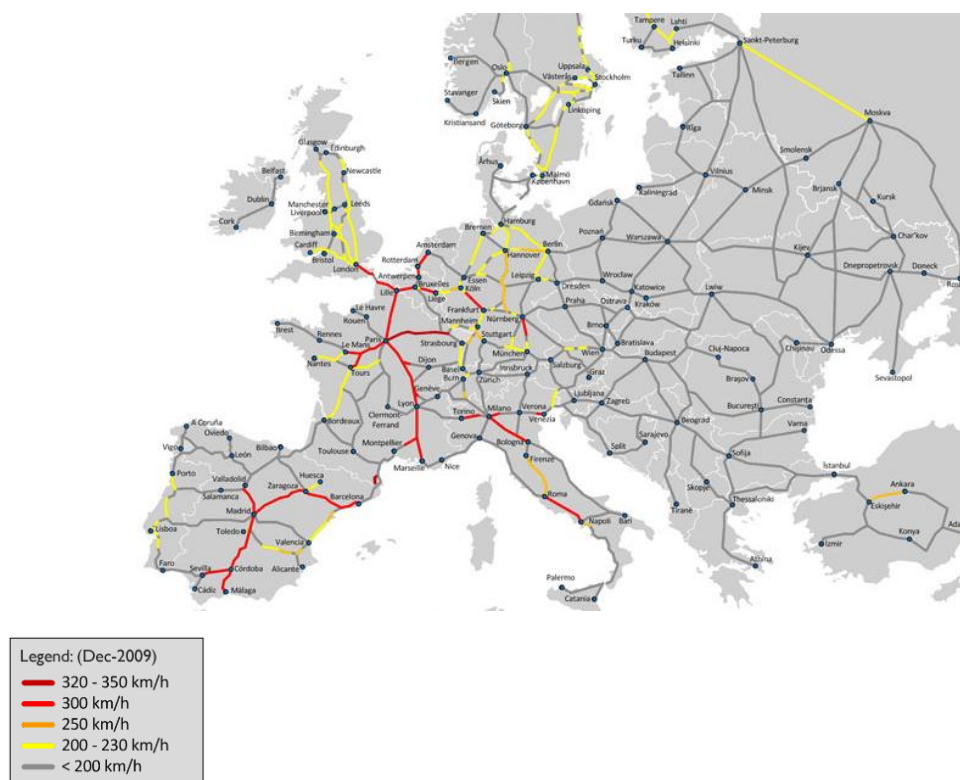 Tampere
Lahti
Turku
Helsinki
Sankt-Peterburg
Bergen
Oslo
Uppsala
Västerås
Stockholm
Tallinn
Stavanger
Skien
Linköping
Kristiansand
Göteborg
Moskva
Rīga
Smolensk
Glasgow
Edinburgh
Århus
Malmö
København
Vilnius
Minsk
Kaliningrad
Brjansk
Kursk
Belfast
Newcastle
Dublin
Manchester
Leeds
Liverpool
Cork
Birmingham
Cardiff
Bristol
London
Hamburg
Bremen
Gdańsk
Poznań
Warszawa
Berlin
Hannover
Char'kov
Kijev
Amsterdam
Rotterdam
Antwerpen
Essen
Leipzig
Dresden
Wrocław
Katowice
Kraków
Lwiw
Dnepropetrovsk
Doneck
Ros
Bruxelles
Lille
Liège
Köln
Frankfurt
Praha
Ostrava
Le Havre
Rouen
Mannheim
Nürnberg
Brno
Brest
Rennes
Paris
Le Mans
Strasbourg
Stuttgart
München
Wien
Bratislava
Budapest
Cluj-Napoca
Chişinău
Odessa
Nantes
Tours
Dijon
Basel
Bern
Zürich
Innsbruck
Salzburg
Graz
Sevastopol
Genève
Lyon
Clermont-
Ferrand
Torino
Milano
Verona
Venezia
Ljubljana
Zagreb
Braşov
Bucureşti
Constanţa
Bordeaux
Toulouse
Montpellier
Marseille
Nice
Genova
Bologna
Firenze
Beograd
Split
Sarajevo
Varna
Sofija
A Coruña
Oviedo
Bilbao
León
Vigo
Porto
Valladolid
Salamanca
Huesca
Zaragoza
Barcelona
Madrid
Toledo
Valencia
Lisboa
Roma
Napoli
Bari
Skopje
Tiranë
Thessaloniki
Athína
İstanbul
Ankara
Eskişehir
Konya
Ada
İzmir
Faro
Sevilla
Córdoba
Alicante
Cádiz
Málaga
Palermo
Catania
Legend: (Dec-2009)
320 - 350 km/h
300 km/h
250 km/h
200 - 230 km/h
< 200 km/h